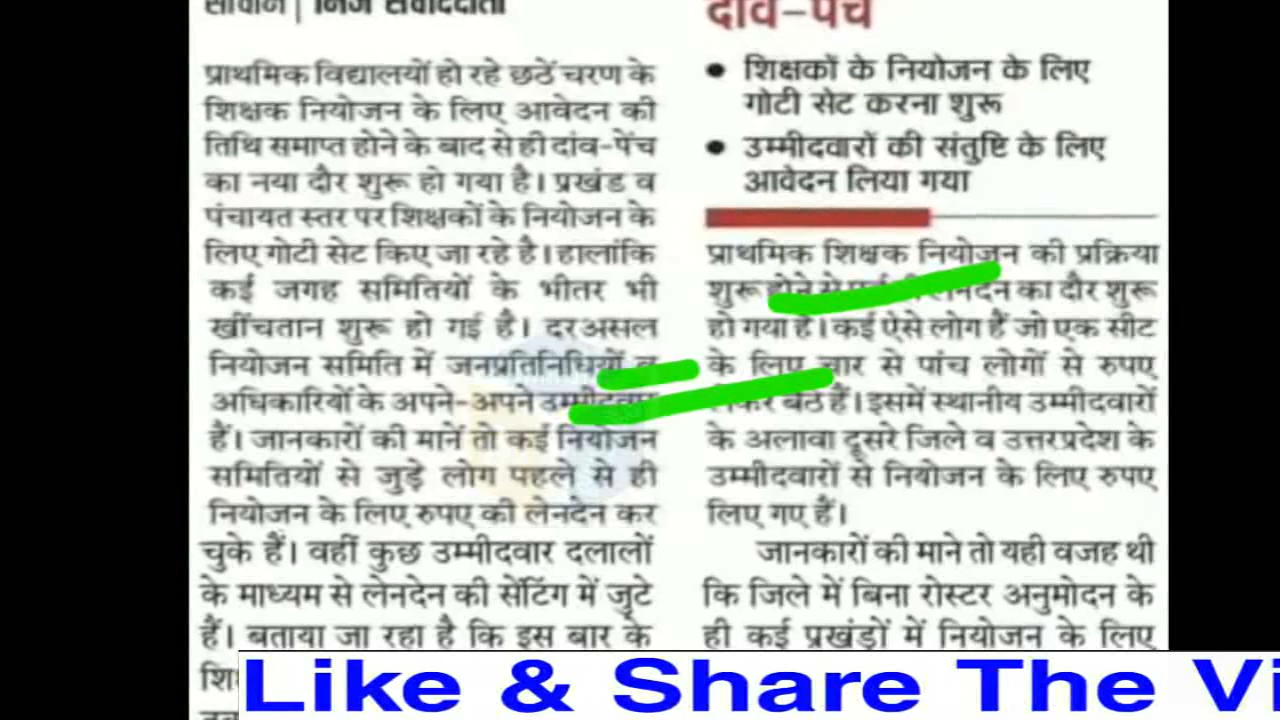 सीवान | निज संवाददाता
प्राथमिक विद्यालयों हो रहे छठें चरण के
शिक्षक नियोजन के लिए आवेदन की
तिथि समाप्त होने के बाद से ही दांव-पेंच
का नया दौर शुरू हो गया है। प्रखंड व
पंचायत स्तर पर शिक्षकों के नियोजन के
लिए गोटी सेट किए जा रहे है। हालांकि
कई जगह समितियों के भीतर भी
खींचतान शुरू हो गई है। दरअसल
नियोजन समिति में जनप्रतिनिधियों व
अधिकारियों के अपने-अपने उम्मीदवार
हैं। जानकारों की मानें तो कई नियोजन
समितियों से जुड़े लोग पहले से ही
नियोजन के लिए रुपए की लेनदेन कर
चुके हैं। वहीं कुछ उम्मीदवार दलालों
के माध्यम से लेनदेन की सेंटिंग में जुटे
हैं। बताया जा रहा है कि इस बार के
दांव-पेच
● शिक्षकों के नियोजन के लिए
गोटी सेट करना शुरू
● उम्मीदवारों की संतुष्टि के लिए
आवेदन लिया गया
प्राथमिक शिक्षक नियोजन की प्रक्रिया
शुरू होने से लेनदेन का दौर शुरू
हो गया है। कई ऐसे लोग हैं जो एक सीट
के लिए चार से पांच लोगों से रुपए
लेकर बैठे हैं। इसमें स्थानीय उम्मीदवारों
के अलावा दूसरे जिले व उत्तरप्रदेश के
उम्मीदवारों से नियोजन के लिए रुपए
लिए गए हैं।
जानकारों की माने तो यही वजह थी
कि जिले में बिना रोस्टर अनुमोदन के
ही कई प्रखंड़ों में नियोजन के लिए
Like & Share The Vi